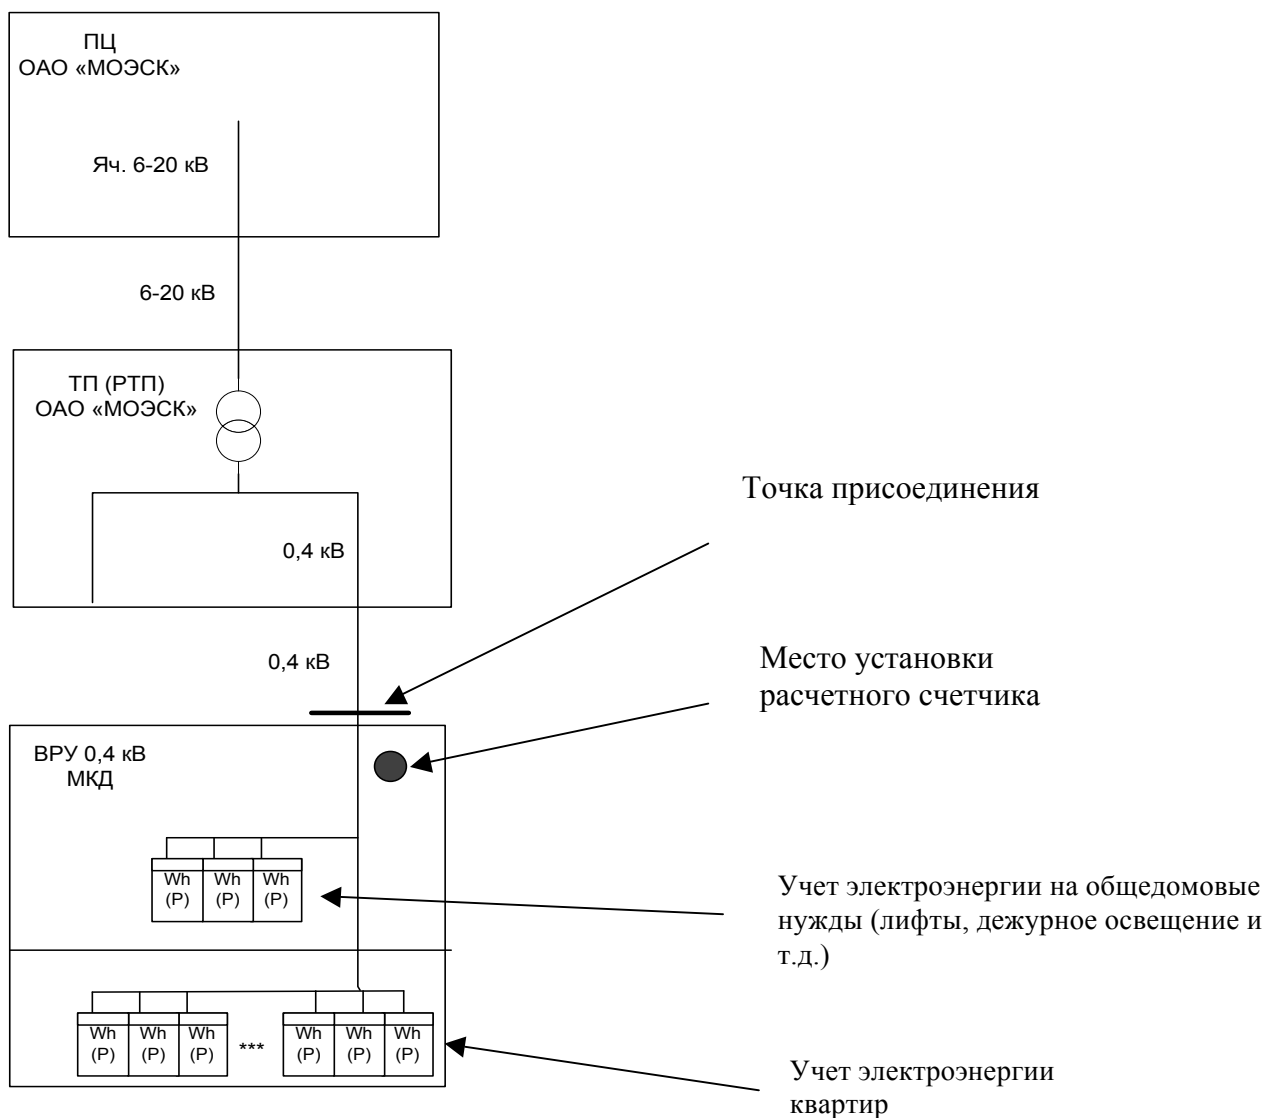 ПЦ
ОАО «МОЭСК»
Яч. 6-20 кВ
6-20 кВ
ТП (РТП)
ОАО «МОЭСК»
Точка присоединения
0,4 кВ
Место установки
расчетного счетчика
0,4 кВ
ВРУ 0,4 кВ
МКД
Wh Wh Wh
(P) (P) (P)
Учет электроэнергии на общедомовые
нужды (лифты, дежурное освещение и
т.д.)
Wh Wh Wh Wh Wh Wh
(P) (P) (P) *** (P) (P) (P)
Учет электроэнергии
квартир